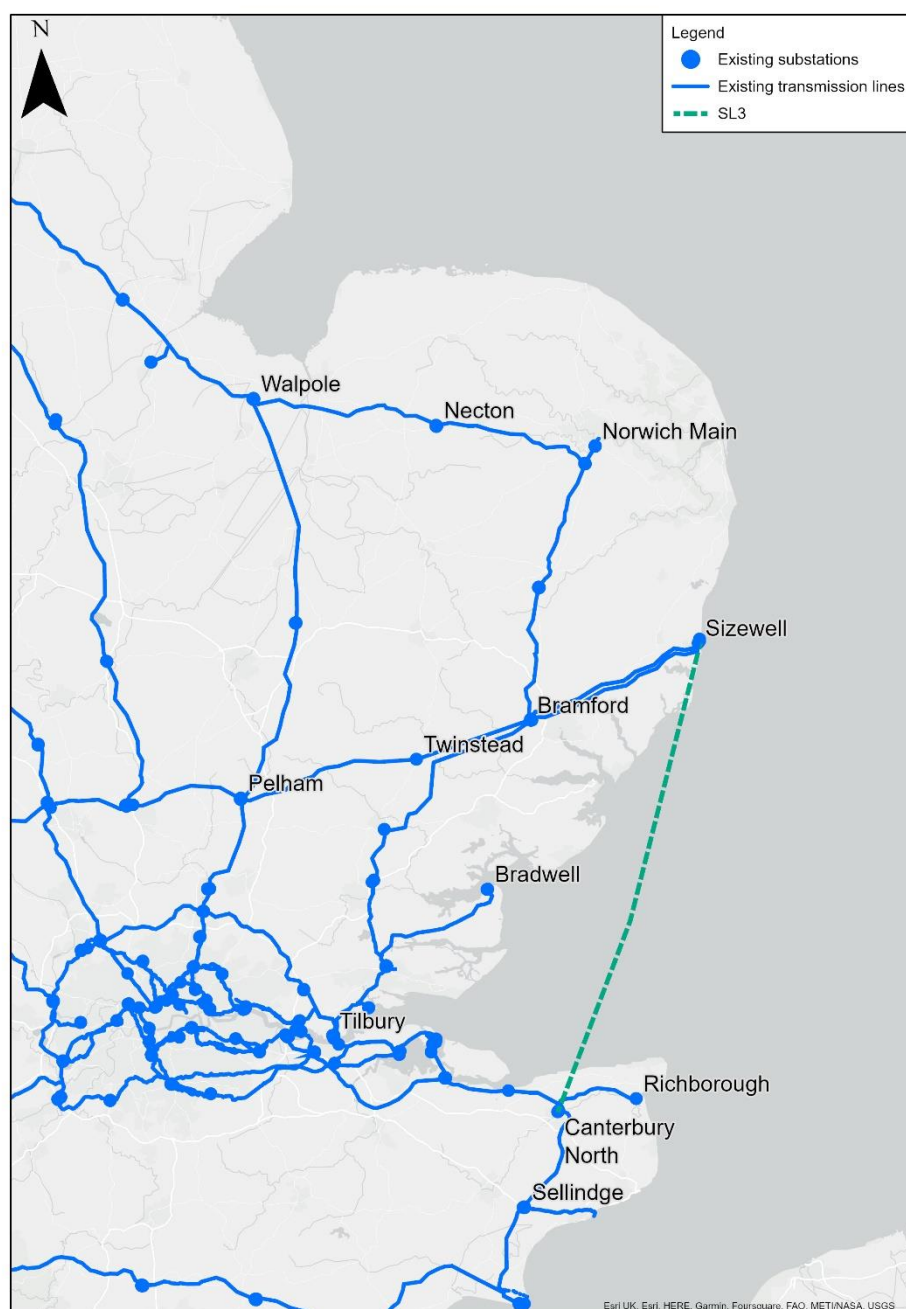 N
Legend
Existing substations
Existing transmission lines
SL3
Walpole
Necton
Norwich Main
Sizewell
Bramford
Twinstead
Pelham
Bradwell
Tilbury
Richborough
Canterbury
North
Sellindge
Esri UK, Esri, HERE, Garmin, Foursquare, FAO, METI/NASA, USGS